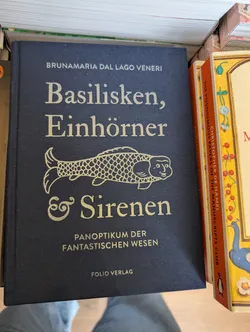 BRUNAMARIA DAL LAGO VENERI
Basilisken,
Einhörner
& Sirenen
PANOPTIKUM DER
FANTASTISCHEN WESEN
FOLIO VERLAG